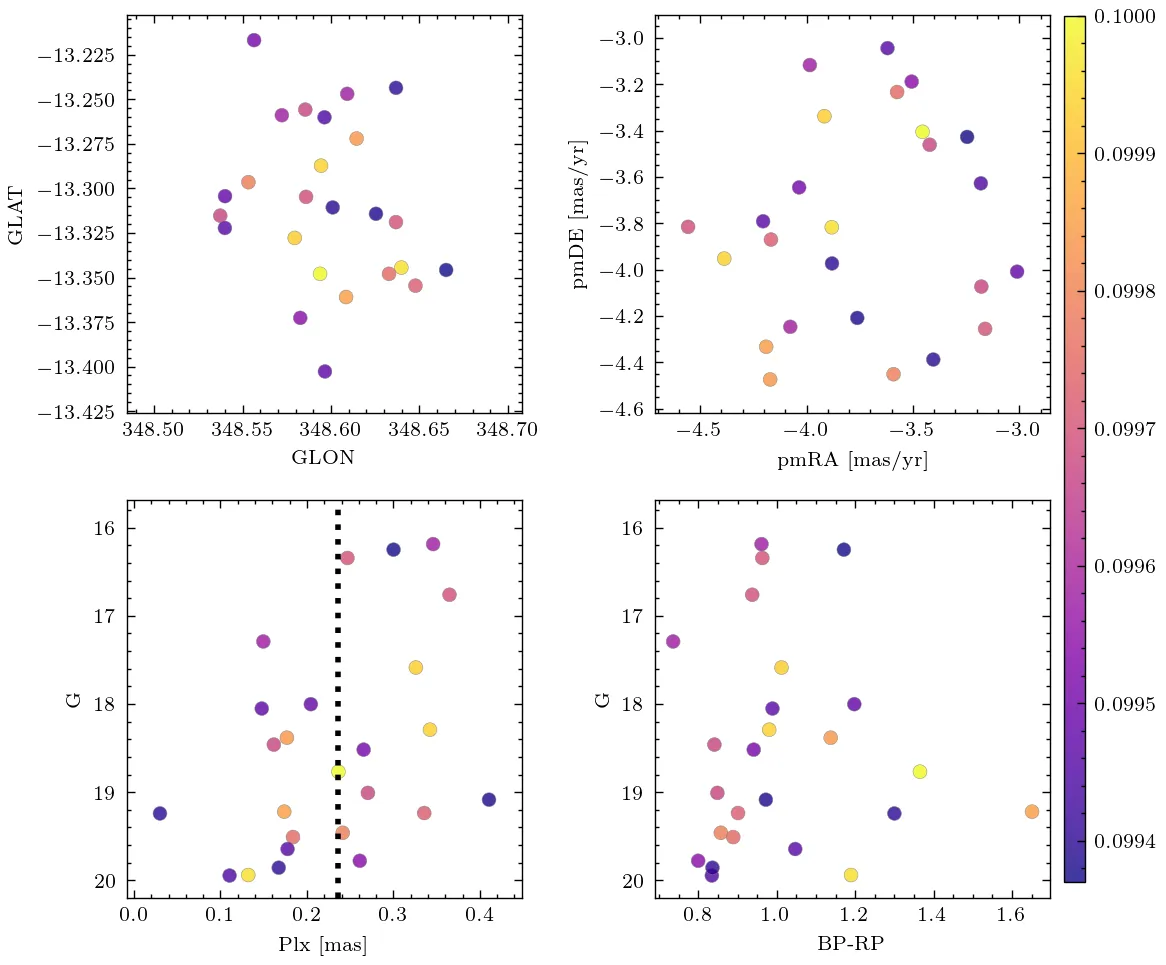 −13.225
−13.250
−13.275
−13.300
−13.325
−13.350
−13.375
−13.400
−13.425
GLAT
348.50 348.55 348.60 348.65 348.70
GLON
−3.0
−3.2
−3.4
−3.6
−3.8
−4.0
−4.2
−4.4
−4.6
pmDE [mas/yr]
−4.5 −4.0 −3.5 −3.0
pmRA [mas/yr]
16
17
18
19
20
G
0.0 0.1 0.2 0.3 0.4
Plx [mas]
16
17
18
19
20
G
0.8 1.0 1.2 1.4 1.6
BP-RP
0.1000
0.0999
0.0998
0.0997
0.0996
0.0995
0.0994